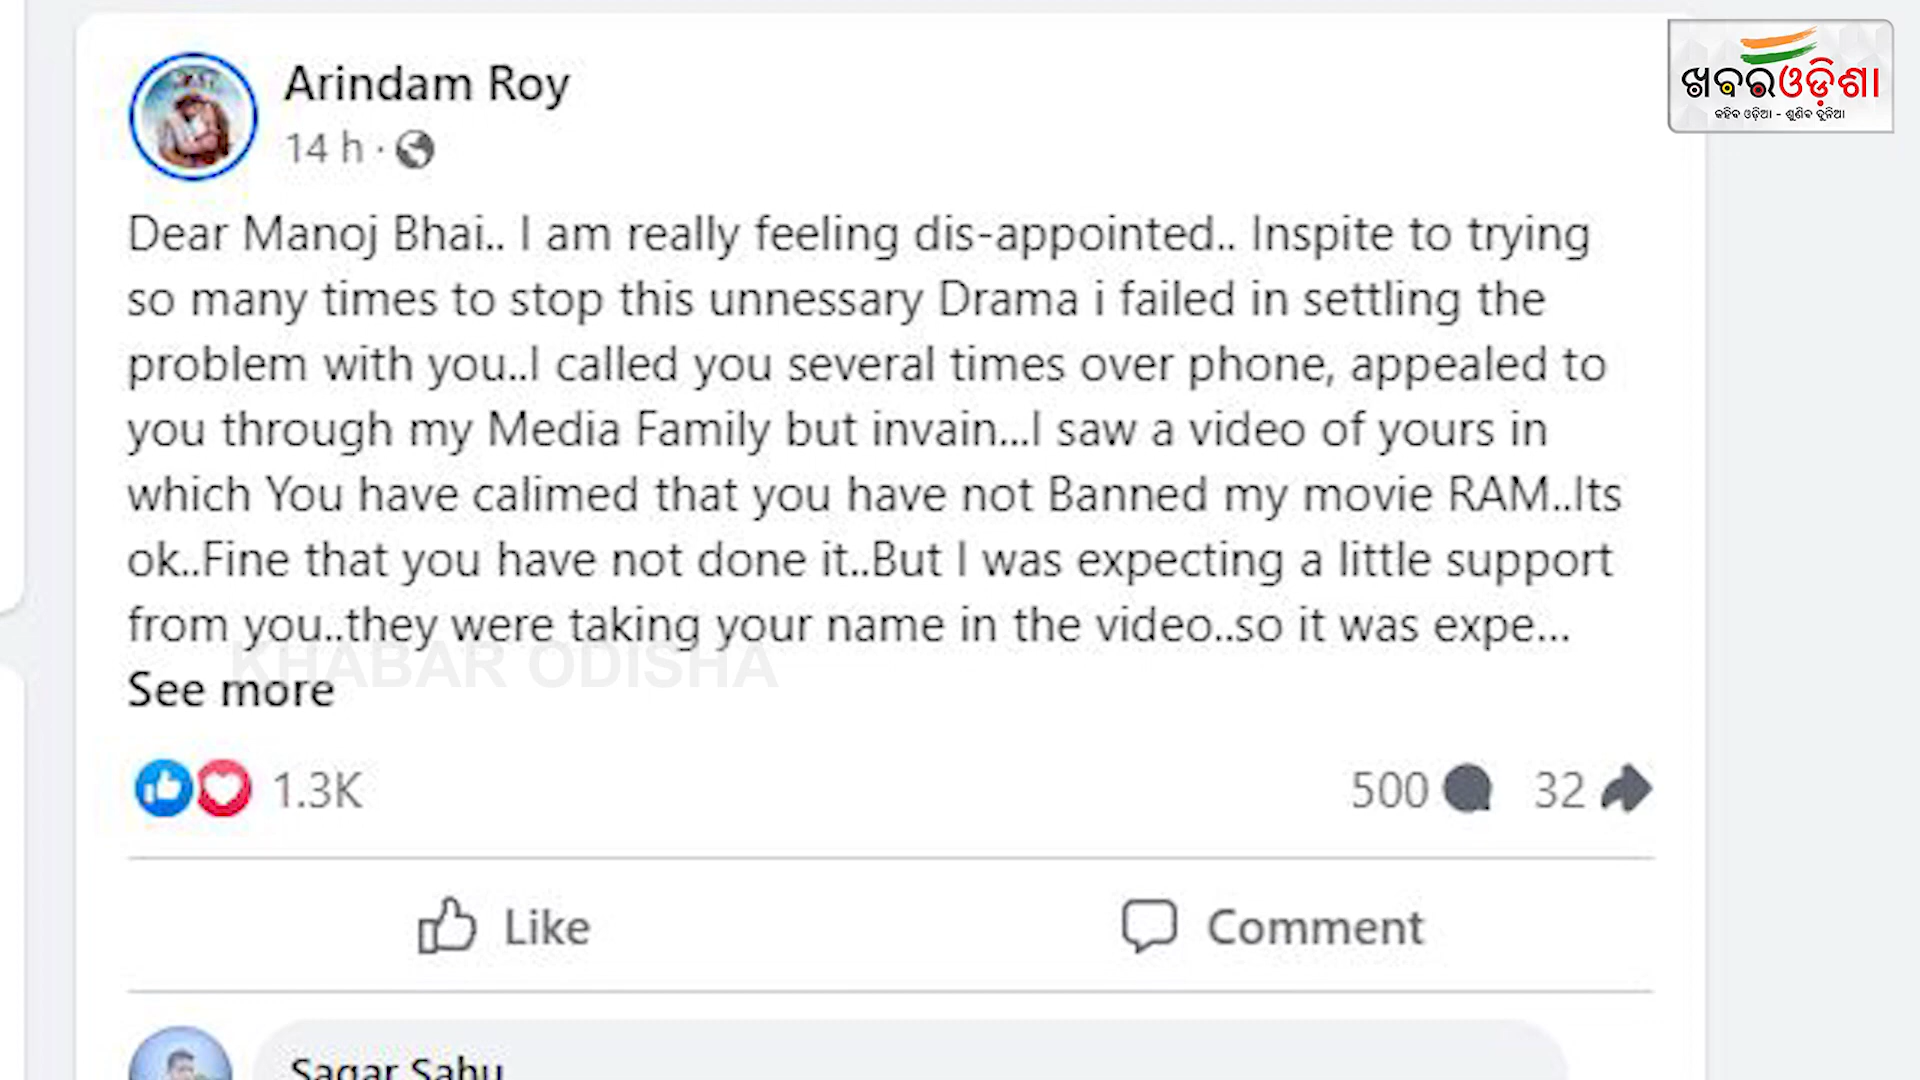 Arindam Roy
14 h ·
ଖବରଓଡ଼ିଶା
କହିବ ଓଡ଼ିଆ - ଶୁଣିବ ଦୁନିଆ
Dear Manoj Bhai.. I am really feeling dis-appointed.. Inspite to trying
so many times to stop this unnessary Drama i failed in settling the
problem with you..I called you several times over phone, appealed to
you through my Media Family but invain...I saw a video of yours in
which You have calimed that you have not Banned my movie RAM..Its
ok..Fine that you have not done it..But I was expecting a little support
from you..they were taking your name in the video..so it was expe...
KHABAR ODISHA
See more
1.3K
500 32
Like Comment
Sagar Sahu